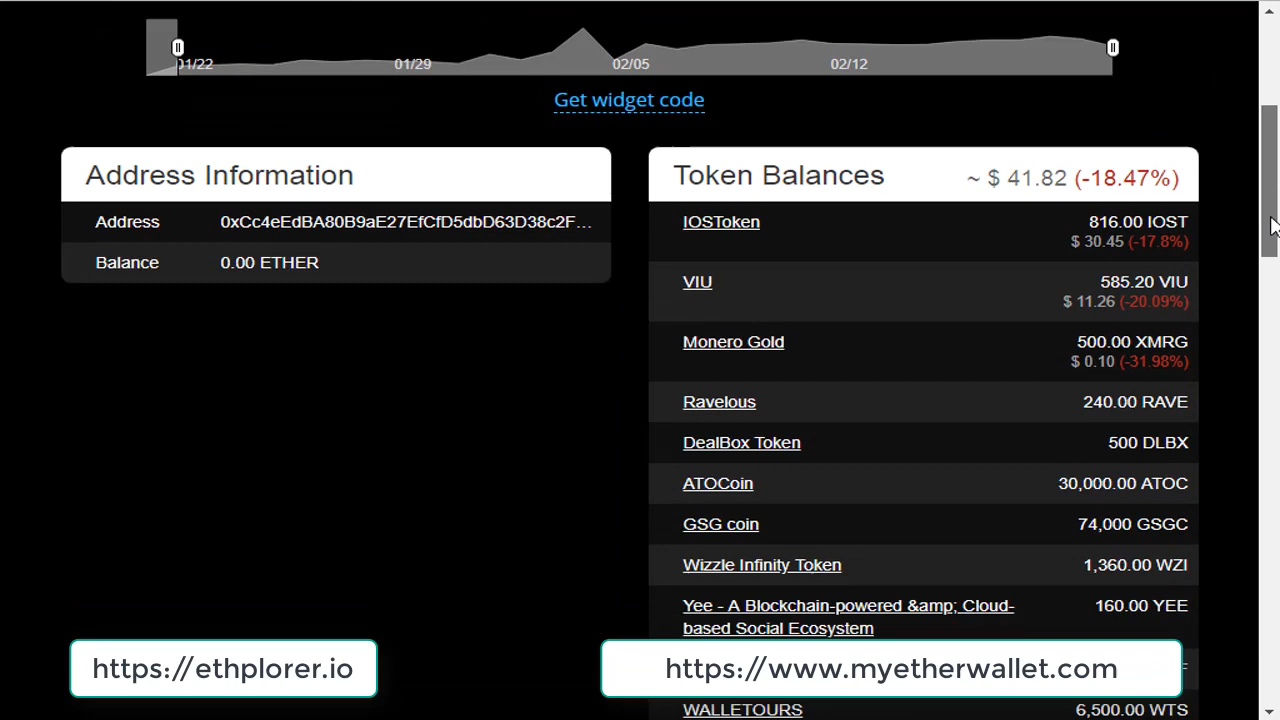 01/22 01/29 02/05 02/12
Get widget code
Address Information
Address 0xCc4eEdBA80B9aE27EfCfD5dbD63D38c2F...
Balance 0.00 ETHER
Token Balances ~ $ 41.82 (-18.47%)
IOSToken 816.00 IOST
$ 30.45 (-17.8%)
VIU 585.20 VIU
$ 11.26 (-20.09%)
Monero Gold 500.00 XMRG
$ 0.10 (-31.98%)
Ravelous 240.00 RAVE
DealBox Token 500 DLBX
ATOCoin 30,000.00 ATOC
GSG coin 74,000 GSGC
Wizzle Infinity Token 1,360.00 WZI
Yee - A Blockchain-powered &amp; Cloud- 160.00 YEE
based Social Ecosystem
https://ethplorer.io https://www.myetherwallet.com
WALLETOURS 6,500.00 WTS